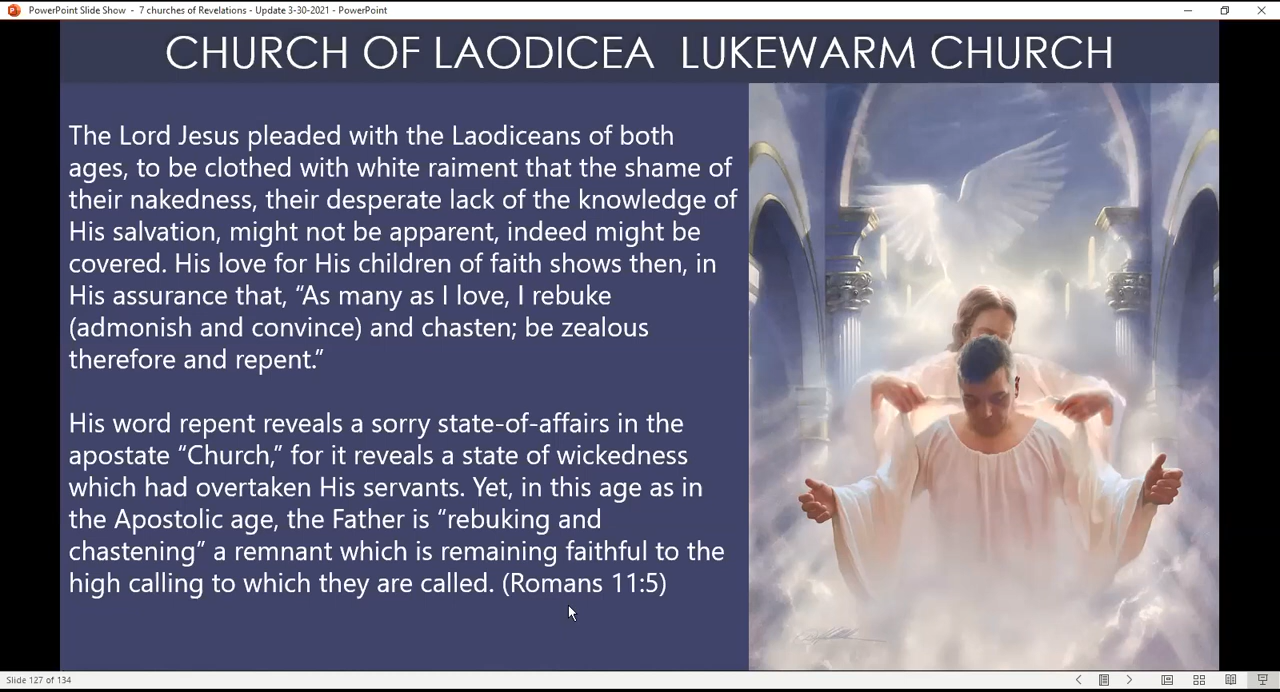 PowerPoint Slide Show - 7 churches of Revelations - Update 3-30-2021 - PowerPoint
CHURCH OF LAODICEA LUKEWARM CHURCH
The Lord Jesus pleaded with the Laodiceans of both
ages, to be clothed with white raiment that the shame of
their nakedness, their desperate lack of the knowledge of
His salvation, might not be apparent, indeed might be
covered. His love for His children of faith shows then, in
His assurance that, “As many as I love, I rebuke
(admonish and convince) and chasten; be zealous
therefore and repent.”
His word repent reveals a sorry state-of-affairs in the
apostate “Church,” for it reveals a state of wickedness
which had overtaken His servants. Yet, in this age as in
the Apostolic age, the Father is “rebuking and
chastening” a remnant which is remaining faithful to the
high calling to which they are called. (Romans 11:5)
Slide 127 of 134